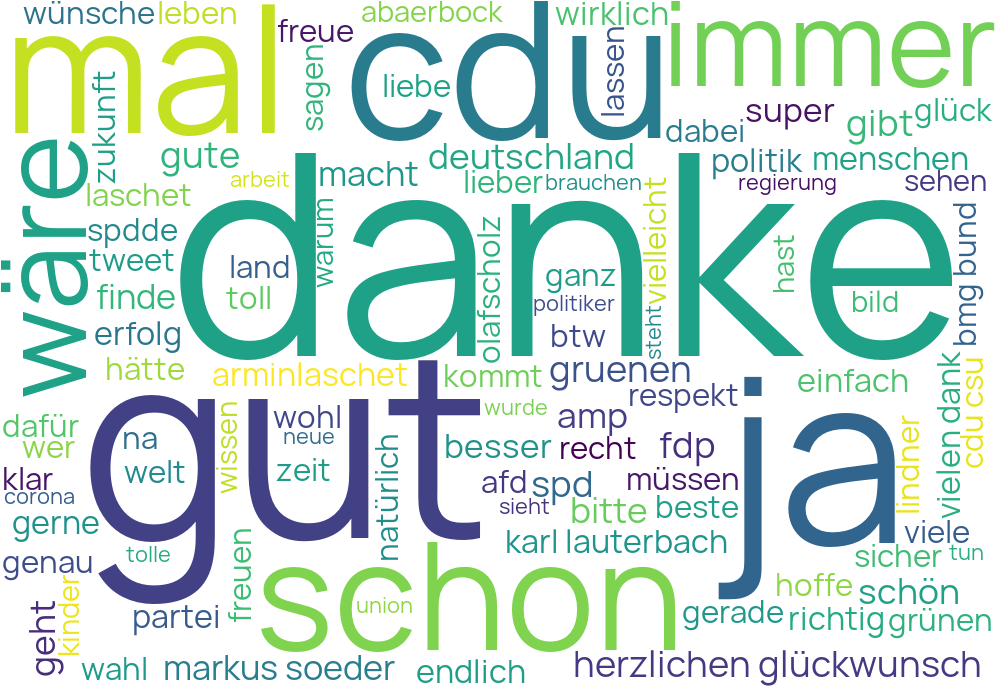 wünsche
leben
abaerbock
wirklich
mal
freue
cdu
immer
sagen
liebe
lassen
zukunft
super
glück
gibt
dabei
gute
deutschland
politik
menschen
wäre
arbeit
macht
lieber
brauchen
regierung
sehen
laschet
danke
warum
vielleicht
spdde
tweet
land
olafscholz
ganz
hast
bmg bund
finde
toll
politiker
bild
erfolg
btw
steht
hätte
arminlaschet
kommt
gruenen
einfach
vielen dank
cdu csu
gut
respekt
ja
dafür
wer
na
wohl
neue
wurde
amp
wissen
besser
recht
fdp
lindner
klar
welt
zeit
natürlich
afd
spd
müssen
corona
sieht
bitte
beste
gerne
karl lauterbach
viele
genau
tolle
freuen
schon
sicher
tun
geht
kinder
hoffe
schön
partei
union
gerade
richtig
grünen
wahl
markus soeder
endlich
herzlichen glückwunsch